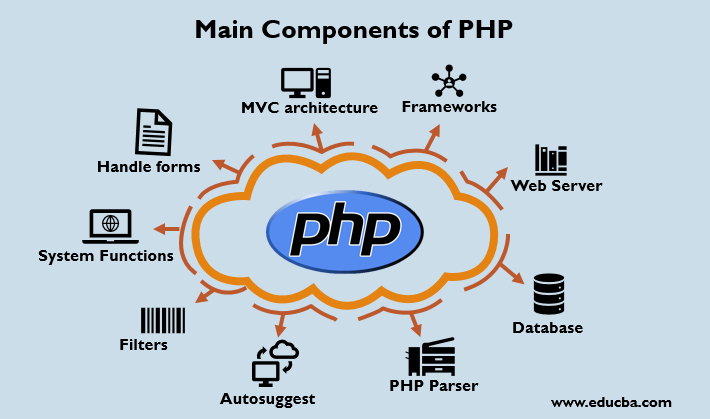 Main Components of PHP
MVC architecture
Frameworks
Handle forms
Web Server
php
System Functions
Database
Filters
PHP Parser
Autosuggest
www.educba.com